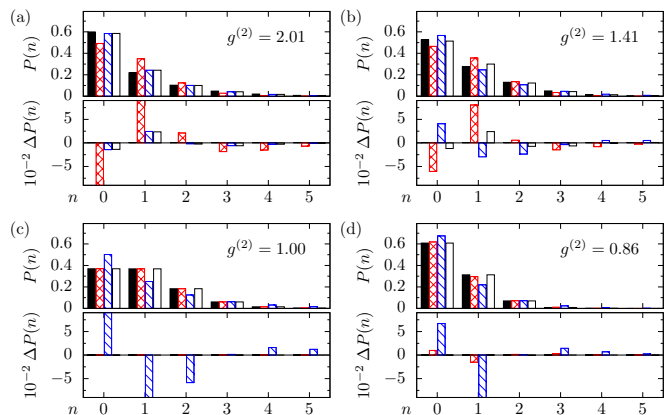 (a)
P(n)
0.6
0.4
0.2
0
g^{(2)} = 2.01
10^{-2} ΔP(n)
5
0
−5
n 0 1 2 3 4 5
(b)
P(n)
0.6
0.4
0.2
0
g^{(2)} = 1.41
10^{-2} ΔP(n)
5
0
−5
n 0 1 2 3 4 5
(c)
P(n)
0.6
0.4
0.2
0
g^{(2)} = 1.00
10^{-2} ΔP(n)
5
0
−5
n 0 1 2 3 4 5
(d)
P(n)
0.6
0.4
0.2
0
g^{(2)} = 0.86
10^{-2} ΔP(n)
5
0
−5
n 0 1 2 3 4 5